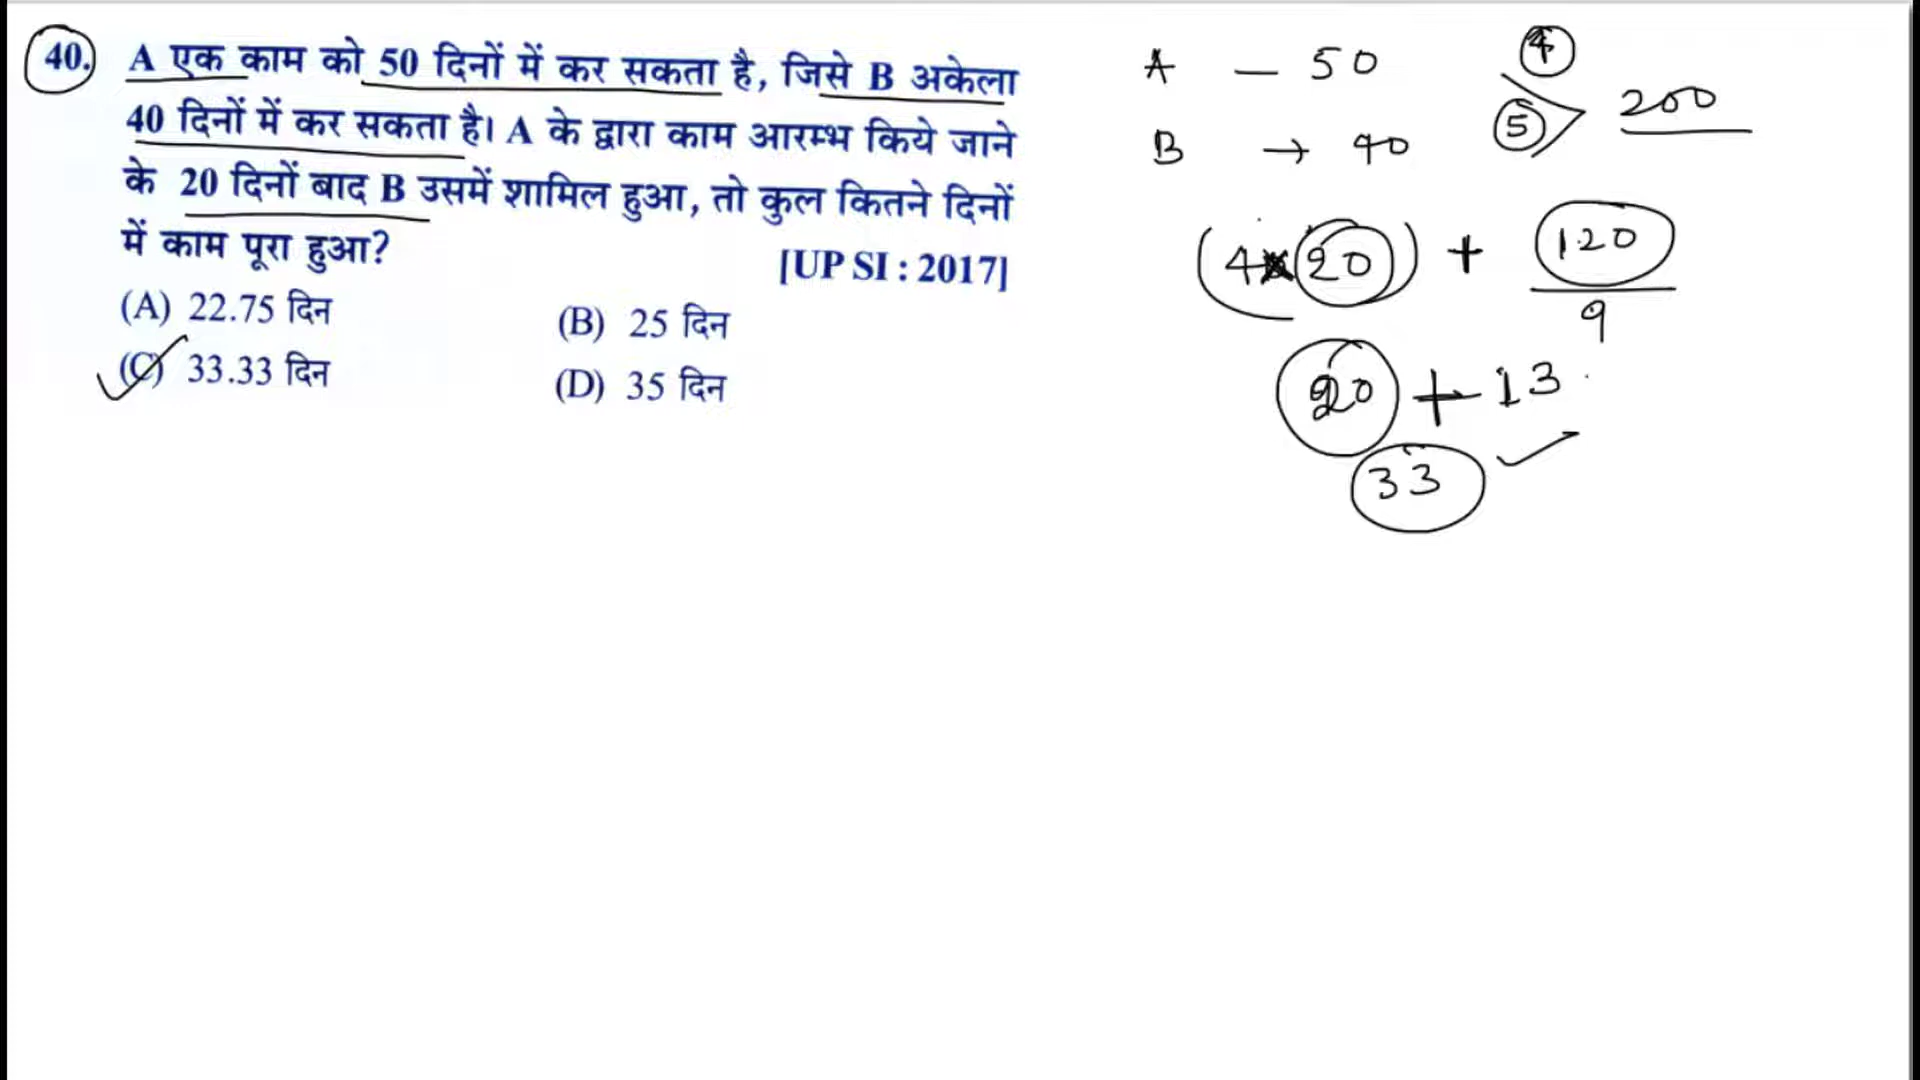 40. A एक काम को 50 दिनों में कर सकता है, जिसे B अकेला
40 दिनों में कर सकता है। A के द्वारा काम आरम्भ किये जाने
के 20 दिनों बाद B उसमें शामिल हुआ, तो कुल कितने दिनों
में काम पूरा हुआ?
[UP SI : 2017]
(A) 22.75 दिन
(B) 25 दिन
(C) 33.33 दिन
(D) 35 दिन
A — 50
B → 40
4
5
200
(4×20) + 120
9
20 + 13
33